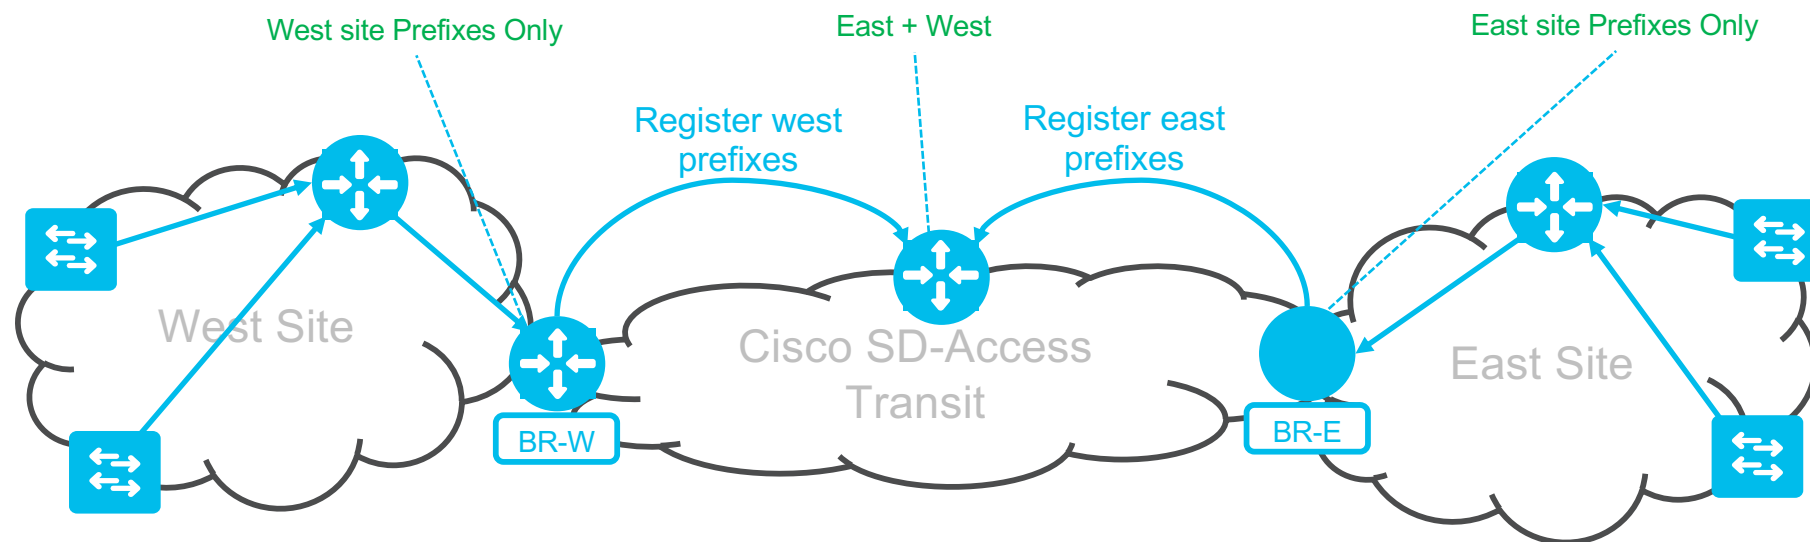 West site Prefixes Only
East + West
East site Prefixes Only
Register west
prefixes
Register east
prefixes
West Site
Cisco SD-Access
Transit
East Site
BR-W
BR-E